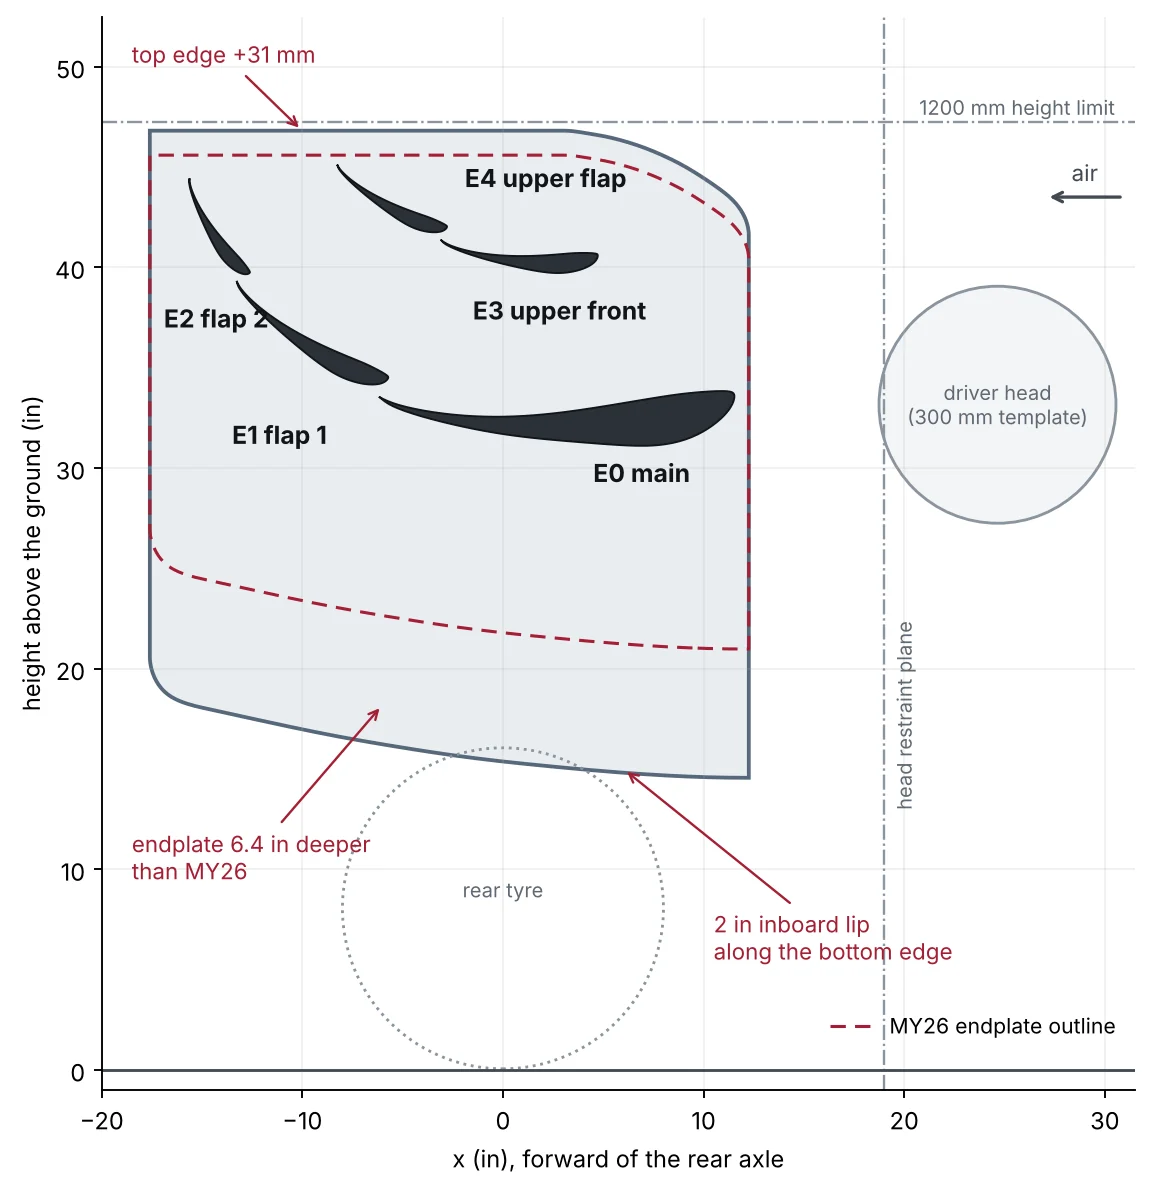 top edge +31 mm
50
1200 mm height limit
air
E4 upper flap
40
E3 upper front
E2 flap 2
driver head
(300 mm template)
E1 flap 1
30
E0 main
height above the ground (in)
head restraint plane
20
endplate 6.4 in deeper
than MY26
10
rear tyre
2 in inboard lip
along the bottom edge
MY26 endplate outline
0
−20
−10
0
10
20
30
x (in), forward of the rear axle